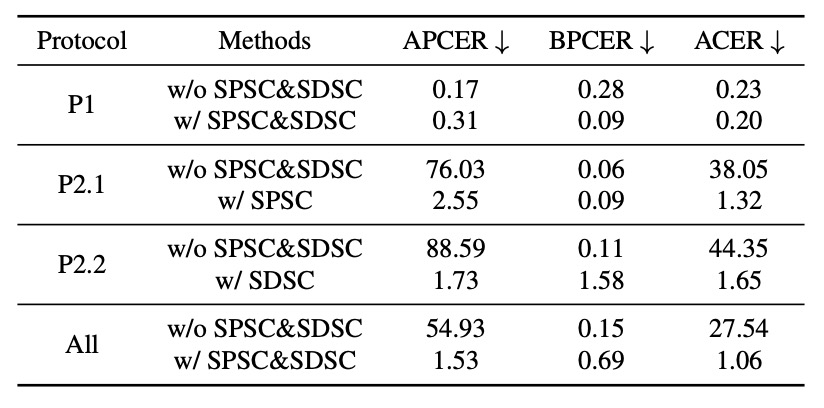 Protocol Methods APCER ↓ BPCER ↓ ACER ↓
P1
w/o SPSC&SDSC 0.17 0.28 0.23
w/ SPSC&SDSC 0.31 0.09 0.20
P2.1
w/o SPSC&SDSC 76.03 0.06 38.05
w/ SPSC 2.55 0.09 1.32
P2.2
w/o SPSC&SDSC 88.59 0.11 44.35
w/ SDSC 1.73 1.58 1.65
All
w/o SPSC&SDSC 54.93 0.15 27.54
w/ SPSC&SDSC 1.53 0.69 1.06